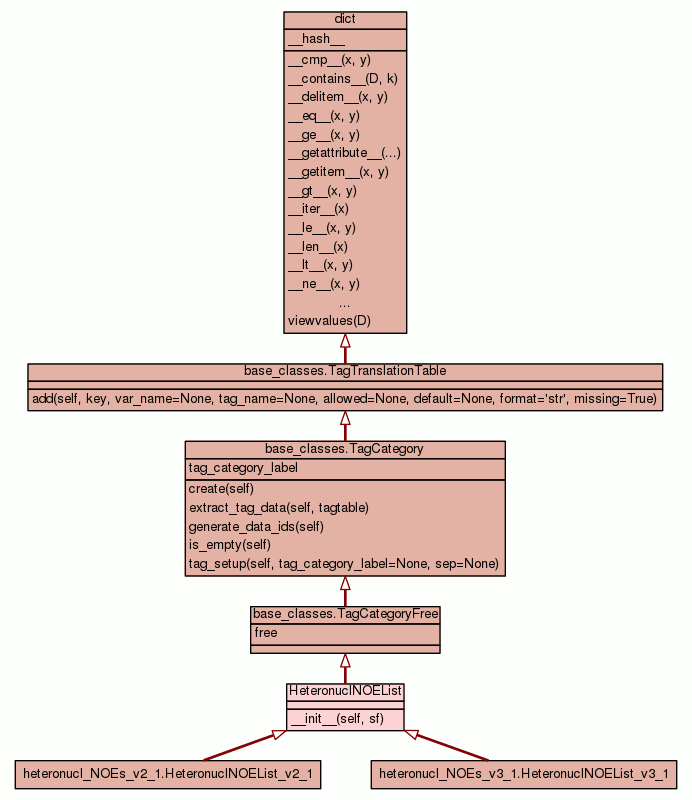 dict
__hash__
__cmp__(x, y)
__contains__(D, k)
__delitem__(x, y)
__eq__(x, y)
__ge__(x, y)
__getattribute__(...)
__getitem__(x, y)
__gt__(x, y)
__iter__(x)
__le__(x, y)
__len__(x)
__lt__(x, y)
__ne__(x, y)
...
viewvalues(D)
base_classes.TagTranslationTable
add(self, key, var_name=None, tag_name=None, allowed=None, default=None, format='str', missing=True)
base_classes.TagCategory
tag_category_label
create(self)
extract_tag_data(self, tagtable)
generate_data_ids(self)
is_empty(self)
tag_setup(self, tag_category_label=None, sep=None)
base_classes.TagCategoryFree
free
HeteronuclNOEList
__init__(self, sf)
heteronucl_NOEs_v2_1.HeteronuclNOEList_v2_1
heteronucl_NOEs_v3_1.HeteronuclNOEList_v3_1